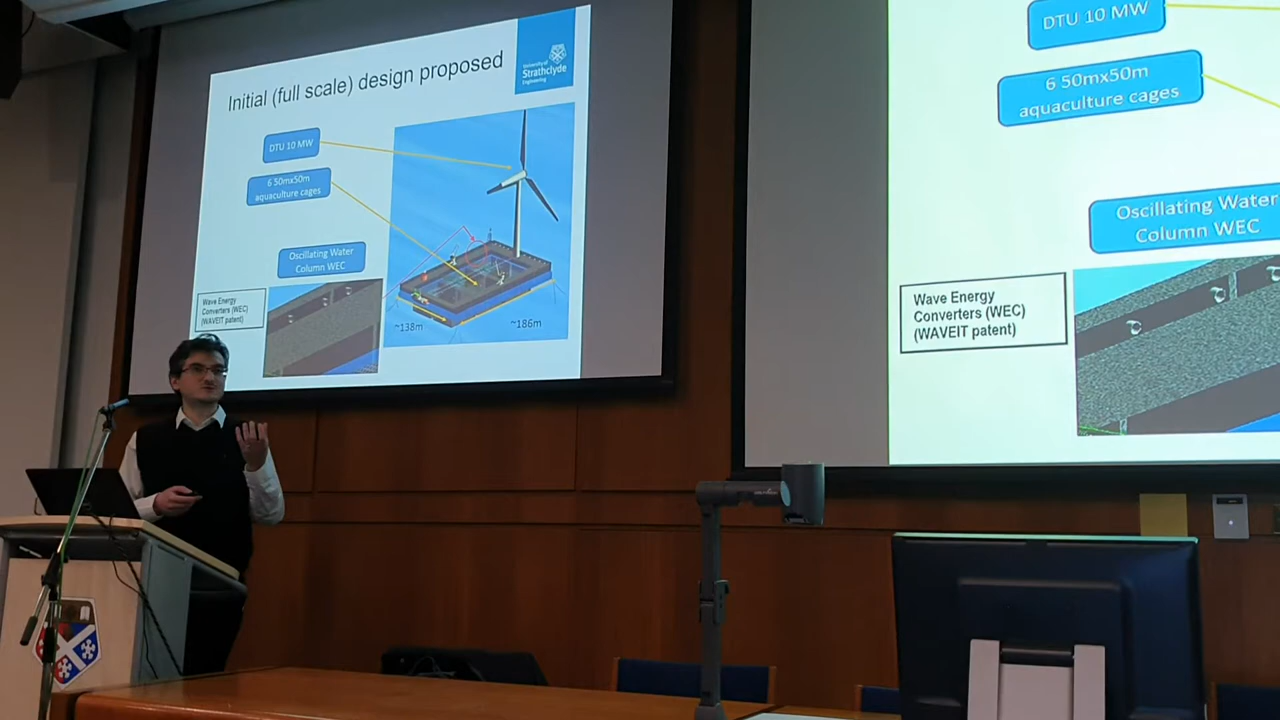 Initial (full scale) design proposed
University of
Strathclyde
Engineering
DTU 10 MW
6 50mx50m
aquaculture cages
Oscillating Water
Column WEC
Wave Energy
Converters (WEC)
(WAVEIT patent)
~138m
~186m
DTU 10 MW
6 50mx50m
aquaculture cages
Oscillating Water
Column WEC
Wave Energy
Converters (WEC)
(WAVEIT patent)